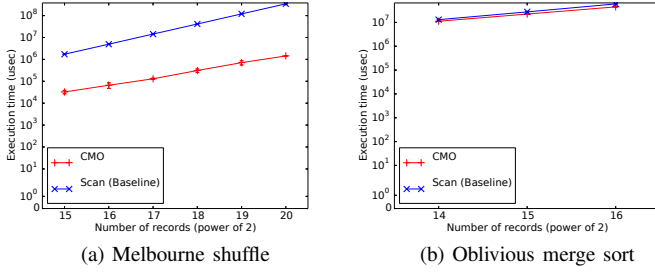 Execution time (usec)
10^8
10^7
10^6
10^5
10^4
10^3
10^2
10^1
10^0
0
CMO
Scan (Baseline)
15 16 17 18 19 20
Number of records (power of 2)
(a) Melbourne shuffle
Execution time (usec)
10^7
10^6
10^5
10^4
10^3
10^2
10^1
10^0
0
CMO
Scan (Baseline)
14 15 16
Number of records (power of 2)
(b) Oblivious merge sort